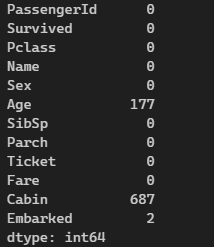 PassengerId 0
Survived 0
Pclass 0
Name 0
Sex 0
Age 177
SibSp 0
Parch 0
Ticket 0
Fare 0
Cabin 687
Embarked 2
dtype: int64